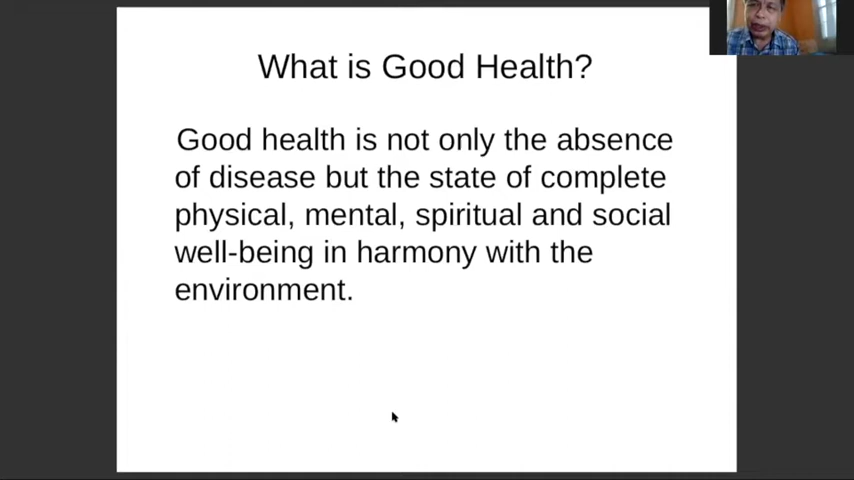 What is Good Health?
Good health is not only the absence
of disease but the state of complete
physical, mental, spiritual and social
well-being in harmony with the
environment.